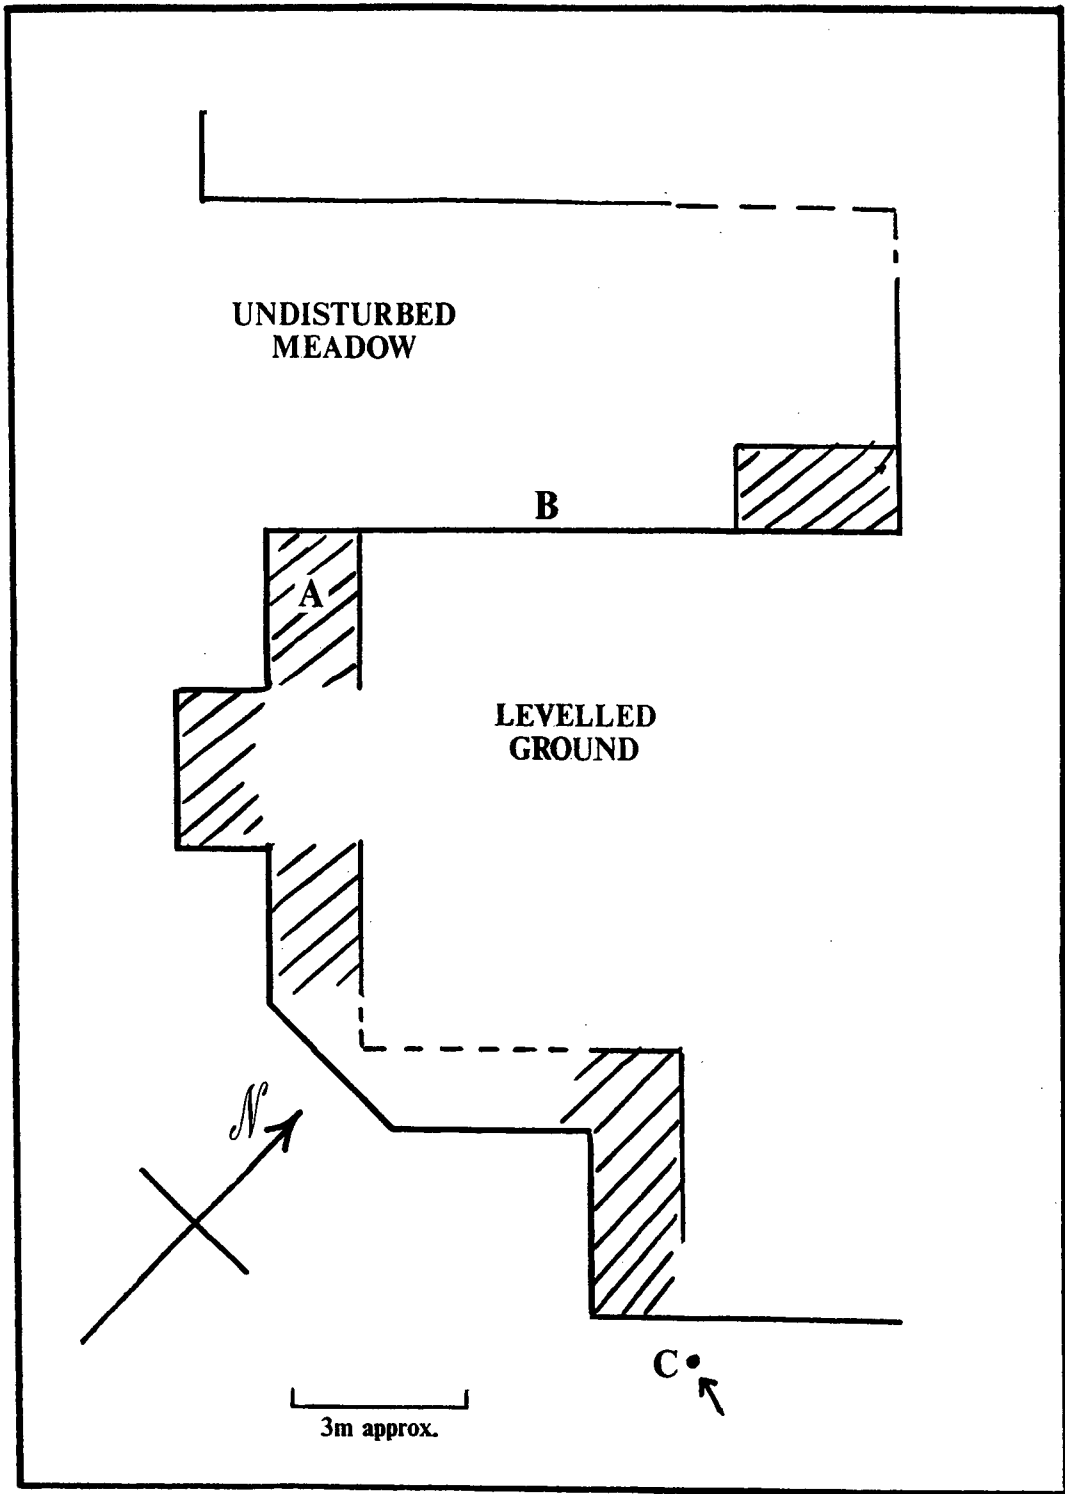 UNDISTURBED
MEADOW
B
A
LEVELLED
GROUND
N
C
3m approx.